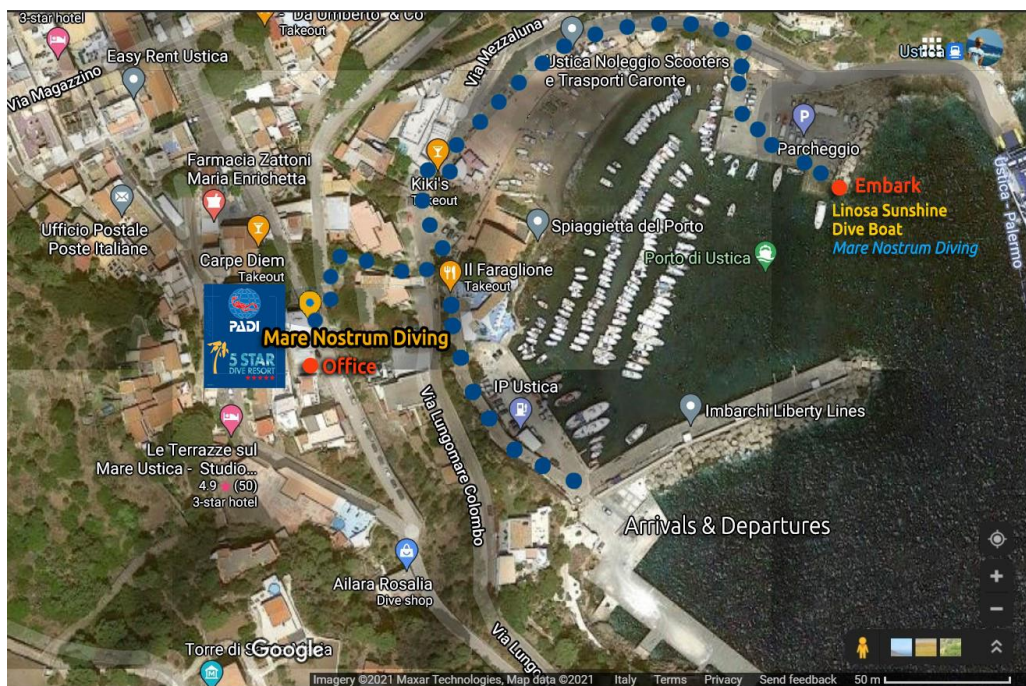 3-star hotel
Da Umberto & Co
Takeout
Easy Rent Ustica
Via Magazzino
Via Mezzaluna
Ustica Noleggio Scooters
e Trasporti Caronte
Ustica
P
Parcheggio
Ustica - Palermo
Farmacia Zattoni
Maria Enrichetta
Kiki's
Takeout
Embark
Linosa Sunshine
Dive Boat
Mare Nostrum Diving
Ufficio Postale
Poste Italiane
Carpe Diem
Takeout
Spiaggietta del Porto
Porto di Ustica
Il Faraglione
Takeout
PADI
5 STAR
DIVE RESORT
Mare Nostrum Diving
Office
IP Ustica
Imbarchi Liberty Lines
Via Lungomare Colombo
Le Terrazze sul
Mare Ustica - Studio...
4.9 (50)
3-star hotel
Arrivals & Departures
Ailara Rosalia
Dive shop
Torre di S
Google
Imagery ©2021 Maxar Technologies, Map data ©2021 Italy Terms Privacy Send feedback 50 m